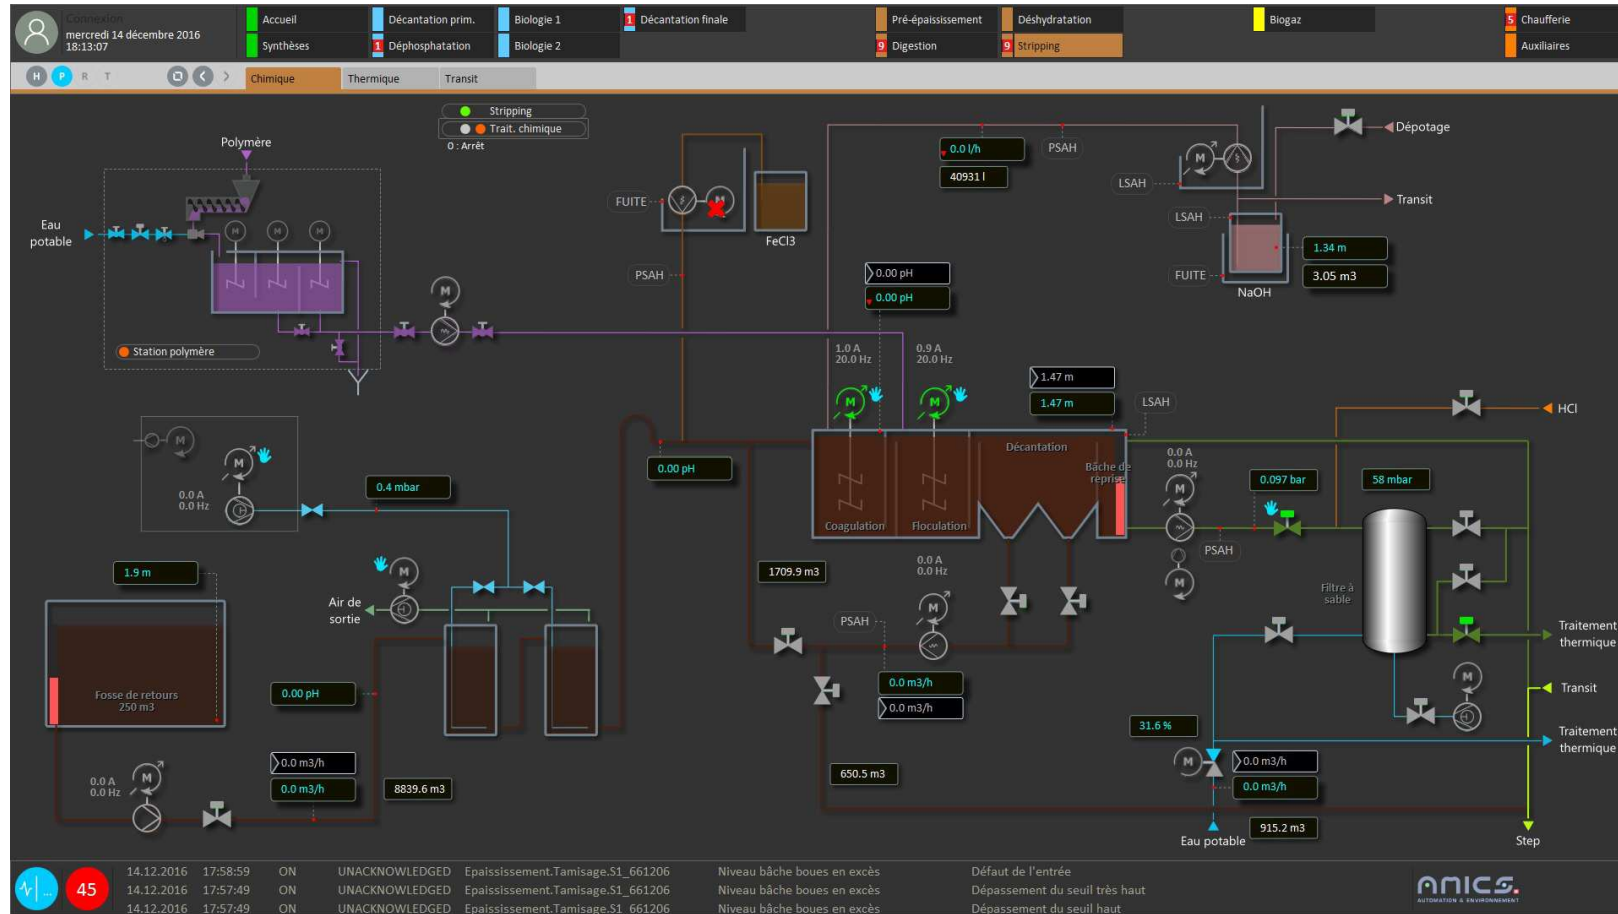 Connexion
mercredi 14 décembre 2016
18:13:07
Accueil
Synthèses
Décantation prim.
1 Déphosphatation
Biologie 1
Biologie 2
1 Décantation finale
Pré-épaississement
9 Digestion
Déshydratation
9 Stripping
Biogaz
5 Chaufferie
Auxiliaires
H P R T
Chimique
Thermique
Transit
Stripping
Trait. chimique
0 : Arrêt
Polymère
Eau
potable
Station polymère
FUITE
FeCl3
PSAH
0.0 l/h
40931 l
PSAH
LSAH
Dépotage
Transit
LSAH
FUITE
NaOH
1.34 m
3.05 m3
0.00 pH
0.00 pH
1.0 A
20.0 Hz
0.9 A
20.0 Hz
1.47 m
1.47 m
LSAH
HCl
0.00 pH
Coagulation
Floculation
Décantation
Bâche de
reprise
0.0 A
0.0 Hz
0.097 bar
58 mbar
PSAH
Filtre à
sable
0.0 A
0.0 Hz
0.4 mbar
1.9 m
Air de
sortie
Fosse de retours
250 m3
0.00 pH
1709.9 m3
0.0 A
0.0 Hz
PSAH
0.0 m3/h
0.0 m3/h
Traitement
thermique
Transit
Traitement
thermique
31.6 %
0.0 m3/h
0.0 m3/h
0.0 A
0.0 Hz
0.0 m3/h
0.0 m3/h
8839.6 m3
650.5 m3
Eau potable
915.2 m3
Step
45
14.12.2016 17:58:59 ON UNACKNOWLEDGED Epaississement.Tamisage.S1_661206 Niveau bâche boues en excès Défaut de l'entrée
14.12.2016 17:57:49 ON UNACKNOWLEDGED Epaississement.Tamisage.S1_661206 Niveau bâche boues en excès Dépassement du seuil très haut
14.12.2016 17:57:49 ON UNACKNOWLEDGED Epaississement.Tamisage.S1_661206 Niveau bâche boues en excès Dépassement du seuil haut
anics.
AUTOMATION & ENVIRONNEMENT